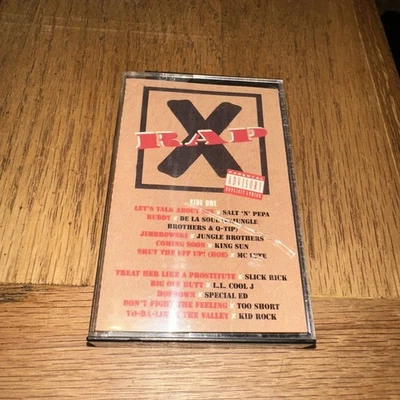 X
RAP
PARENTAL
ADVISORY
EXPLICIT LYRICS
SIDE ONE
LET'S TALK ABOUT SEX x SALT 'N' PEPA
BUDDY x DE LA SOUL (W/JUNGLE
BROTHERS & Q-TIP)
JIMBROWSKI x JUNGLE BROTHERS
COMING SOON x KING SUN
SHUT THE EFF UP! (HOE) x MC LYTE
TREAT HER LIKE A PROSTITUTE x SLICK RICK
BIG OLE BUTT x L.L. COOL J
x SPECIAL ED
DON'T FIGHT THE FEELING x TOO SHORT
YO-DA-LIN IN THE VALLEY x KID ROCK